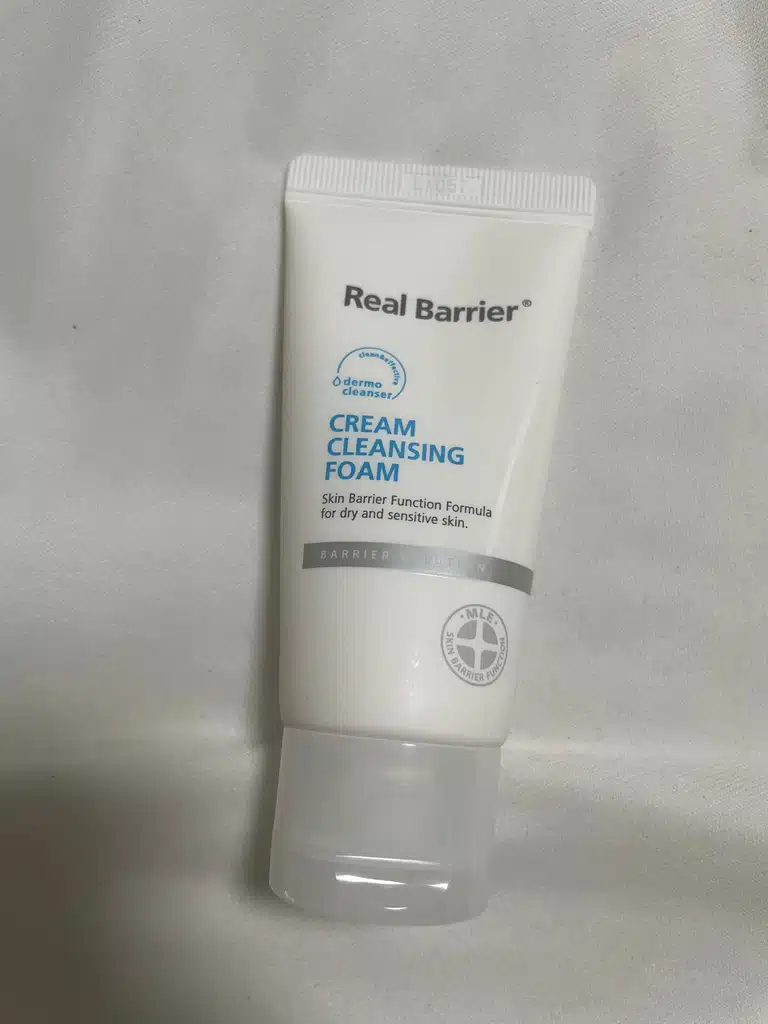 Real Barrier®
clean&effective
dermo
cleanser
CREAM
CLEANSING
FOAM
Skin Barrier Function Formula
for dry and sensitive skin.
BARRIER SOLUTION
· MLE ·
SKIN BARRIER FUNCTION